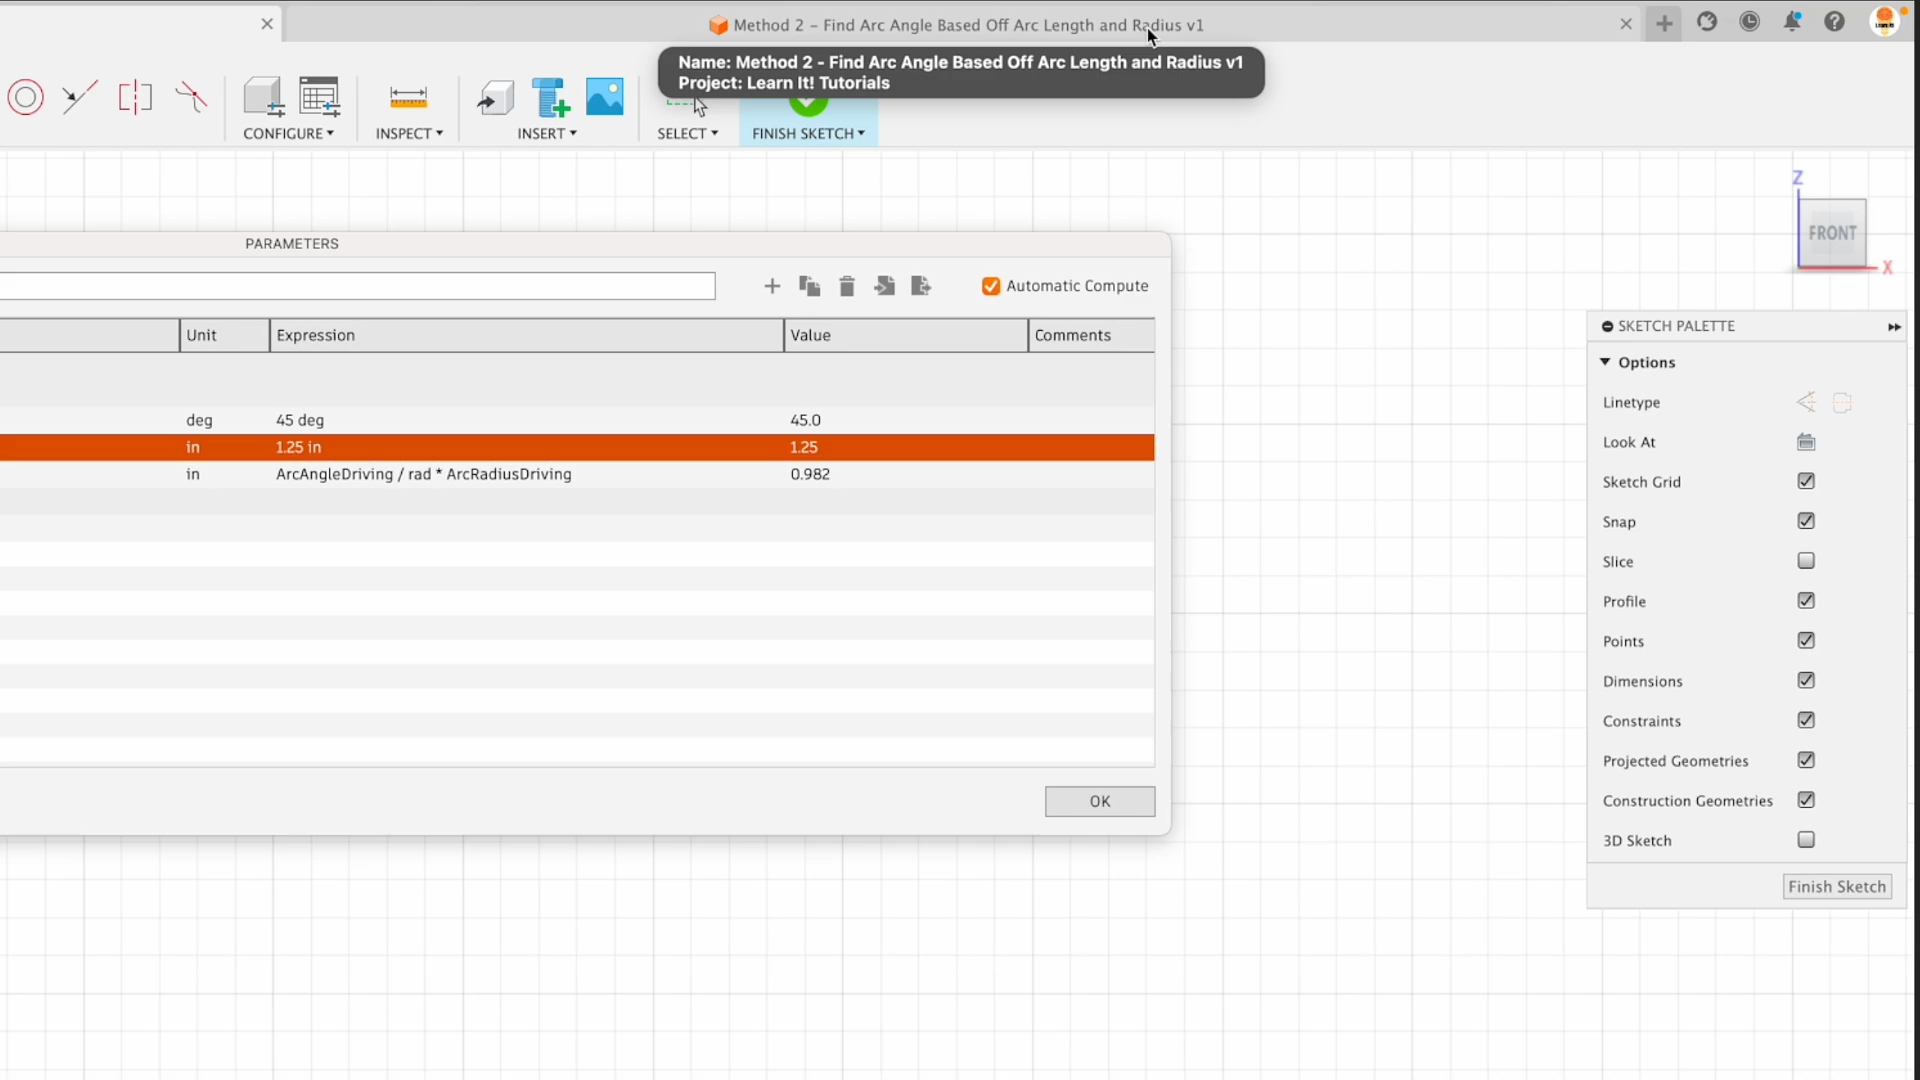 Method 2 – Find Arc Angle Based Off Arc Length and Radius v1
Name: Method 2 - Find Arc Angle Based Off Arc Length and Radius v1
Project: Learn It! Tutorials
CONFIGURE
INSPECT
INSERT
SELECT
FINISH SKETCH
Z
FRONT
X
PARAMETERS
Automatic Compute
Unit Expression Value Comments
deg 45 deg 45.0
in 1.25 in 1.25
in ArcAngleDriving / rad * ArcRadiusDriving 0.982
OK
SKETCH PALETTE
Options
Linetype
Look At
Sketch Grid
Snap
Slice
Profile
Points
Dimensions
Constraints
Projected Geometries
Construction Geometries
3D Sketch
Finish Sketch